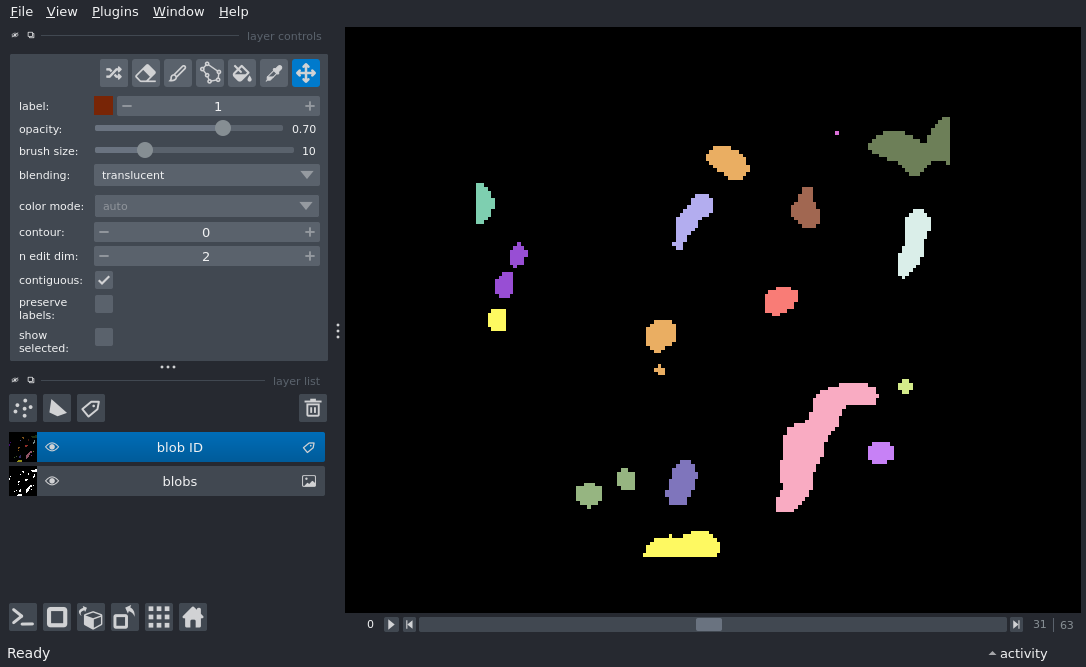 File View Plugins Window Help
layer controls
label: 1
opacity: 0.70
brush size: 10
blending: translucent
color mode: auto
contour: 0
n edit dim: 2
contiguous:
preserve
labels:
show
selected:
layer list
blob ID
blobs
0 31 | 63
Ready activity